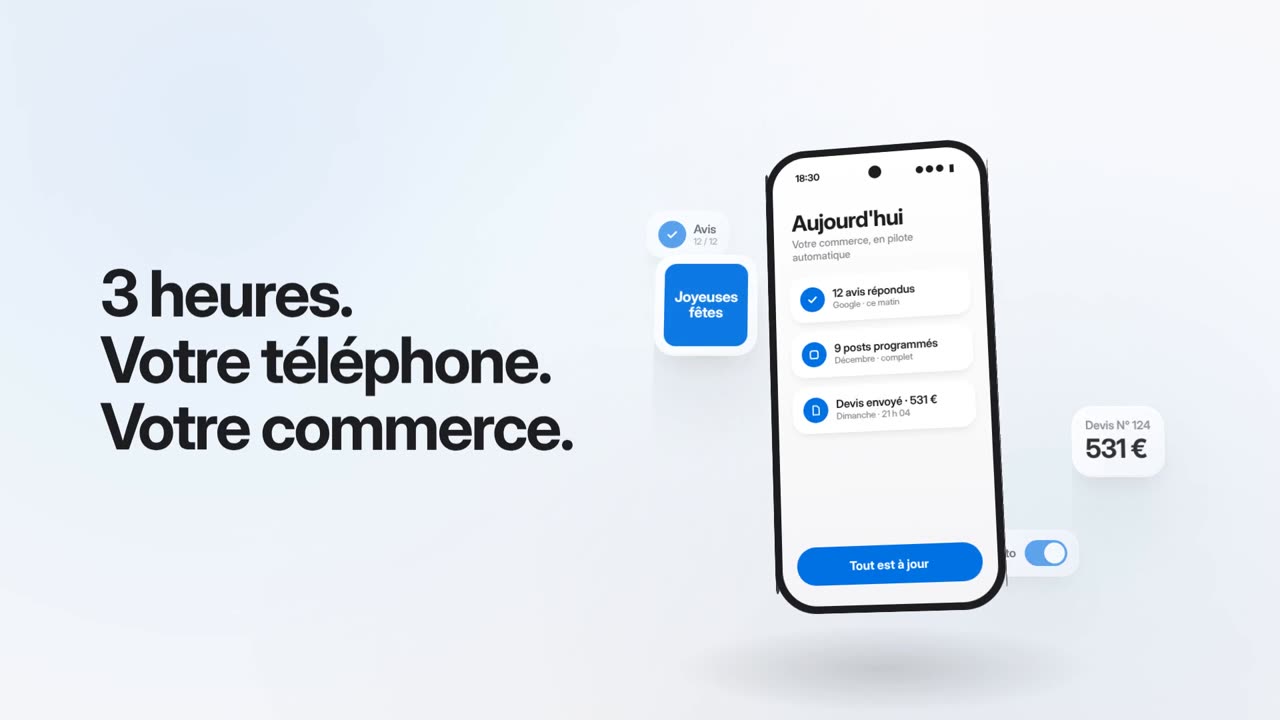 3 heures.
Votre téléphone.
Votre commerce.
Avis
12 / 12
Joyeuses
fêtes
18:30
Aujourd'hui
Votre commerce, en pilote
automatique
12 avis répondus
Google · ce matin
9 posts programmés
Décembre · complet
Devis envoyé · 531 €
Dimanche · 21 h 04
Tout est à jour
Devis N° 124
531 €